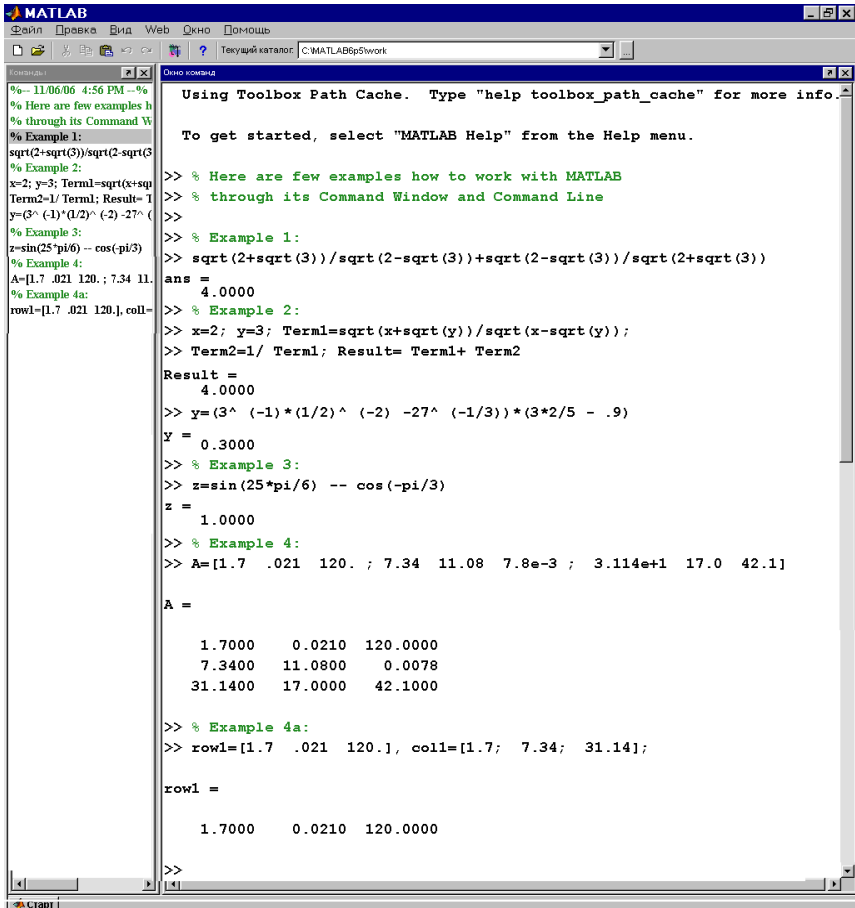 MATLAB
Файл Правка Вид Web Окно Помощь
Текущий каталог: C:\MATLAB6p5\work
Команды
%-- 11/06/06 4:56 PM --%
% Here are few examples h
% through its Command W
% Example 1:
sqrt(2+sqrt(3))/sqrt(2-sqrt(3
% Example 2:
x=2; y=3; Term1=sqrt(x+sqr
Term2=1/ Term1; Result= T
y=(3^ (-1)*(1/2)^ (-2) -27^ (
% Example 3:
z=sin(25*pi/6) -- cos(-pi/3)
% Example 4:
A=[1.7 .021 120. ; 7.34 11.
% Example 4a:
row1=[1.7 .021 120.], col1=
Окно команд
Using Toolbox Path Cache. Type "help toolbox_path_cache" for more info.
To get started, select "MATLAB Help" from the Help menu.
>> % Here are few examples how to work with MATLAB
>> % through its Command Window and Command Line
>>
>> % Example 1:
>> sqrt(2+sqrt(3))/sqrt(2-sqrt(3))+sqrt(2-sqrt(3))/sqrt(2+sqrt(3))
ans =
4.0000
>> % Example 2:
>> x=2; y=3; Term1=sqrt(x+sqrt(y))/sqrt(x-sqrt(y));
>> Term2=1/ Term1; Result= Term1+ Term2
Result =
4.0000
>> y=(3^ (-1)*(1/2)^ (-2) -27^ (-1/3))*(3*2/5 - .9)
y =
0.3000
>> % Example 3:
>> z=sin(25*pi/6) -- cos(-pi/3)
z =
1.0000
>> % Example 4:
>> A=[1.7 .021 120. ; 7.34 11.08 7.8e-3 ; 3.114e+1 17.0 42.1]
A =
1.7000 0.0210 120.0000
7.3400 11.0800 0.0078
31.1400 17.0000 42.1000
>> % Example 4a:
>> row1=[1.7 .021 120.], col1=[1.7; 7.34; 31.14];
row1 =
1.7000 0.0210 120.0000
>>
Старт